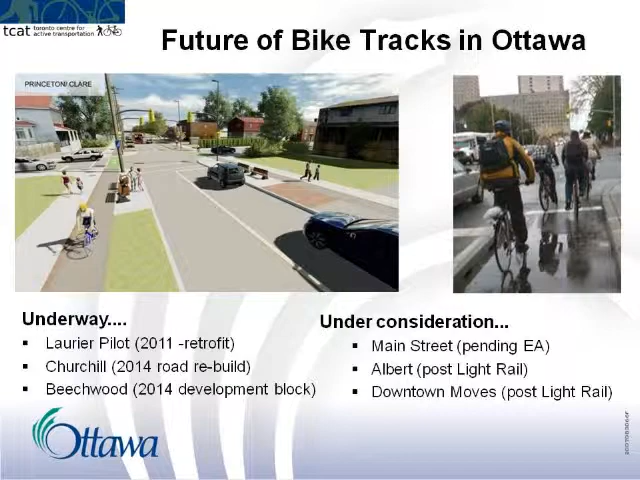 tcat toronto centre for
active transportation
Future of Bike Tracks in Ottawa
PRINCETON/ CLARE
Underway....
▪ Laurier Pilot (2011 -retrofit)
▪ Churchill (2014 road re-build)
▪ Beechwood (2014 development block)
Under consideration...
▪ Main Street (pending EA)
▪ Albert (post Light Rail)
▪ Downtown Moves (post Light Rail)
Ottawa